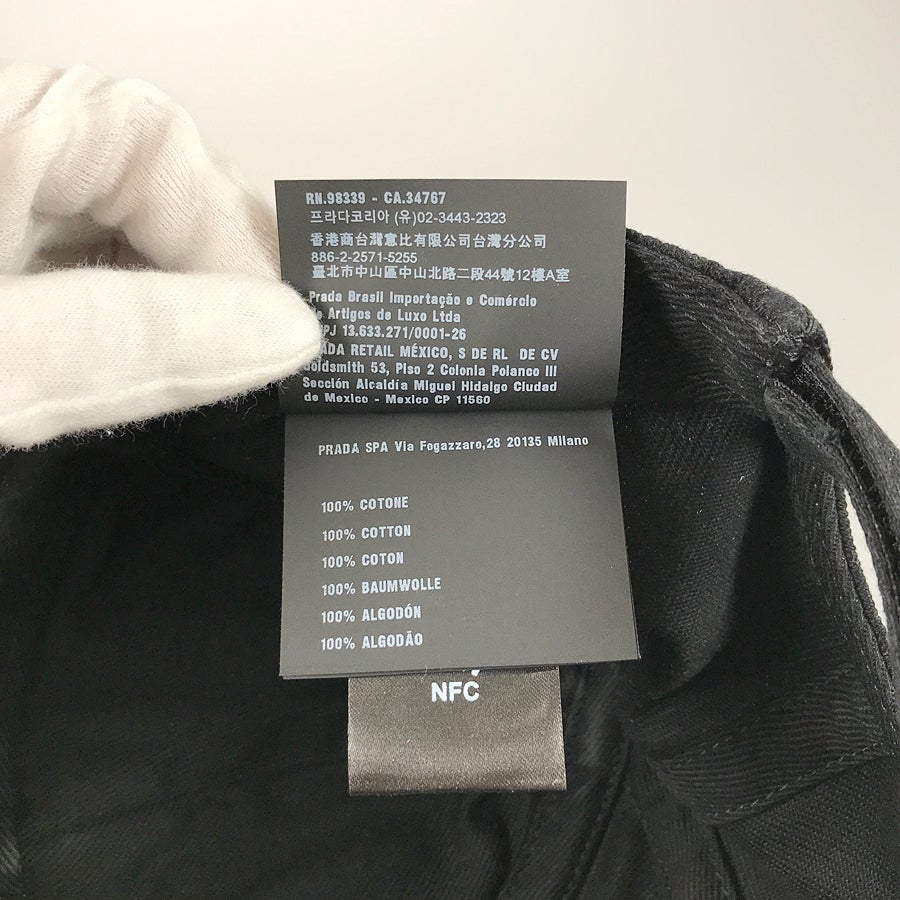 RN.98339 - CA.34767
프라다코리아 (유)02-3443-2323
香港商台灣意比有限公司台灣分公司
886-2-2571-5255
臺北市中山區中山北路二段44號12樓A室
Prada Brasil Importação e Comércio
Artigos de Luxo Ltda
13.633.271/0001-26
RETAIL MÉXICO, S DE RL DE CV
Goldsmith 53, Piso 2 Colonia Polanco III
Sección Alcaldía Miguel Hidalgo Ciudad
de Mexico - Mexico CP 11560
PRADA SPA Via Fogazzaro,28 20135 Milano
100% COTONE
100% COTTON
100% COTON
100% BAUMWOLLE
100% ALGODÓN
100% ALGODÃO
NFC